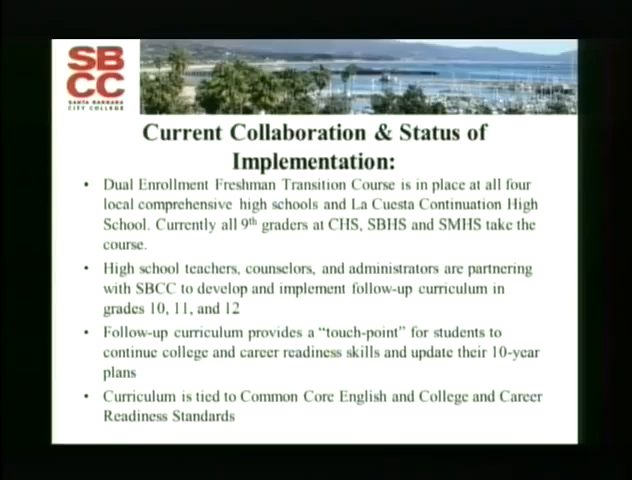 SB
CC
SANTA BARBARA
CITY COLLEGE
Current Collaboration & Status of
Implementation:
• Dual Enrollment Freshman Transition Course is in place at all four
local comprehensive high schools and La Cuesta Continuation High
School. Currently all 9th graders at CHS, SBHS and SMHS take the
course.
• High school teachers, counselors, and administrators are partnering
with SBCC to develop and implement follow-up curriculum in
grades 10, 11, and 12
• Follow-up curriculum provides a “touch-point” for students to
continue college and career readiness skills and update their 10-year
plans
• Curriculum is tied to Common Core English and College and Career
Readiness Standards